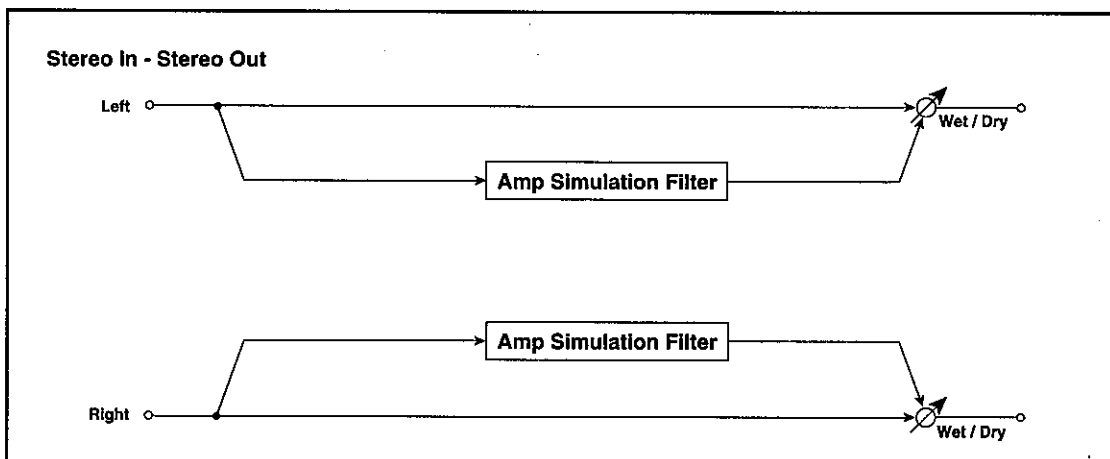 Stereo In - Stereo Out
Left
Wet / Dry
Amp Simulation Filter
Amp Simulation Filter
Right
Wet / Dry